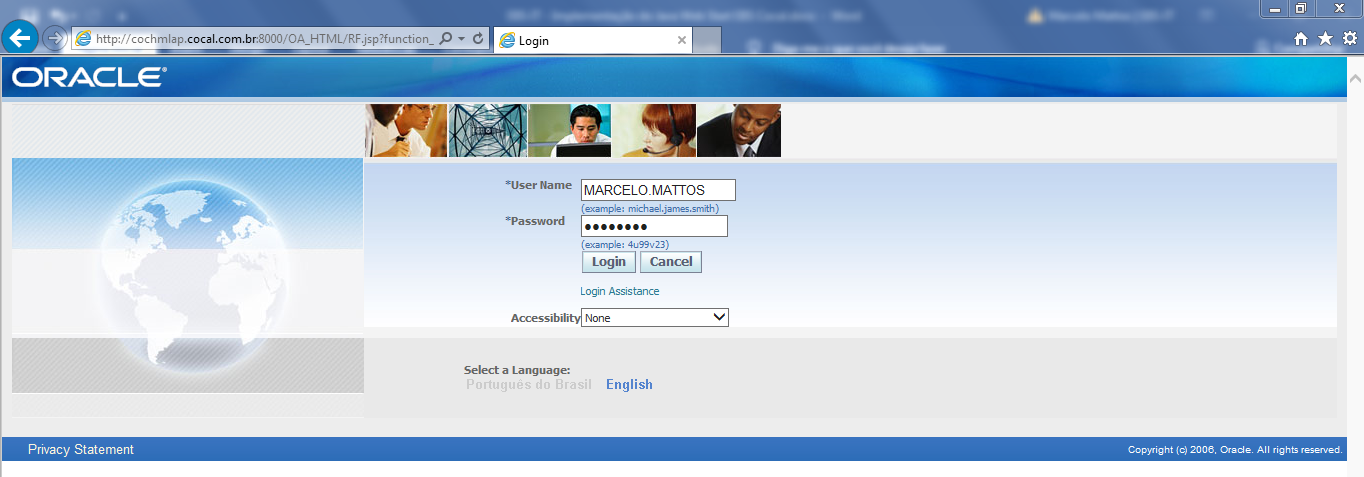 http://cochmlap.cocal.com.br:8000/OA_HTML/RF.jsp?function_
Login
ORACLE®
*User Name MARCELO.MATTOS
(example: michael.james.smith)
*Password ••••••••
(example: 4u99v23)
Login Cancel
Login Assistance
Accessibility None
Select a Language:
Português do Brasil English
Privacy Statement
Copyright (c) 2006, Oracle. All rights reserved.